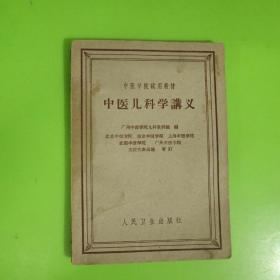 中医学院試用教材
中医儿科学講义
广州中医学院儿科教研組 編
北京中医学院 南京中医学院 上海中医学院
成都中医学院 广州中医学院
人民卫生出版社